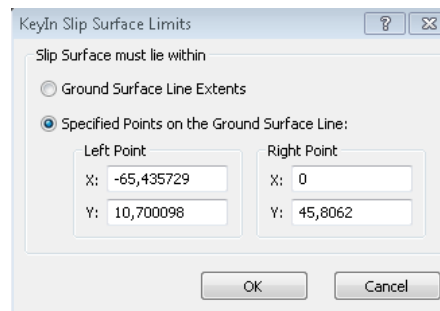 KeyIn Slip Surface Limits
Slip Surface must lie within
Ground Surface Line Extents
Specified Points on the Ground Surface Line:
Left Point Right Point
X: -65,435729 X: 0
Y: 10,700098 Y: 45,8062
OK Cancel